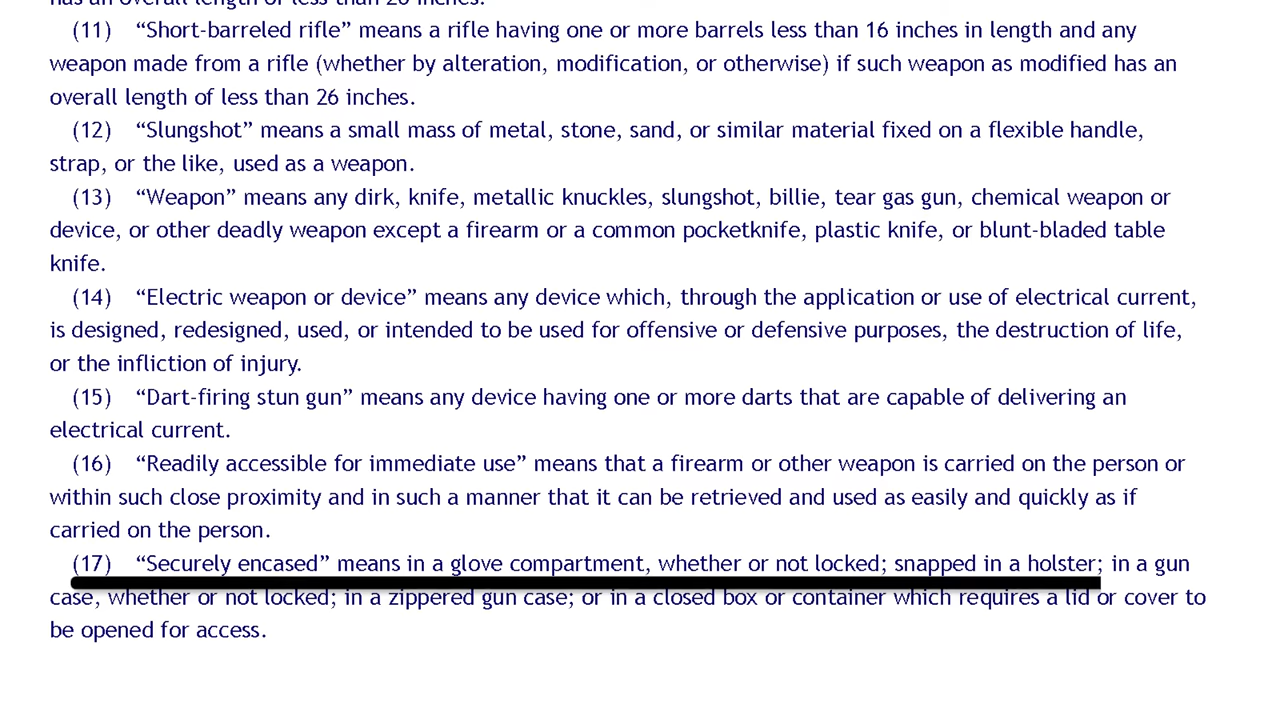 has an overall length of less than 26 inches.
(11) “Short-barreled rifle” means a rifle having one or more barrels less than 16 inches in length and any
weapon made from a rifle (whether by alteration, modification, or otherwise) if such weapon as modified has an
overall length of less than 26 inches.
(12) “Slungshot” means a small mass of metal, stone, sand, or similar material fixed on a flexible handle,
strap, or the like, used as a weapon.
(13) “Weapon” means any dirk, knife, metallic knuckles, slungshot, billie, tear gas gun, chemical weapon or
device, or other deadly weapon except a firearm or a common pocketknife, plastic knife, or blunt-bladed table
knife.
(14) “Electric weapon or device” means any device which, through the application or use of electrical current,
is designed, redesigned, used, or intended to be used for offensive or defensive purposes, the destruction of life,
or the infliction of injury.
(15) “Dart-firing stun gun” means any device having one or more darts that are capable of delivering an
electrical current.
(16) “Readily accessible for immediate use” means that a firearm or other weapon is carried on the person or
within such close proximity and in such a manner that it can be retrieved and used as easily and quickly as if
carried on the person.
(17) “Securely encased” means in a glove compartment, whether or not locked; snapped in a holster; in a gun
case, whether or not locked; in a zippered gun case; or in a closed box or container which requires a lid or cover to
be opened for access.